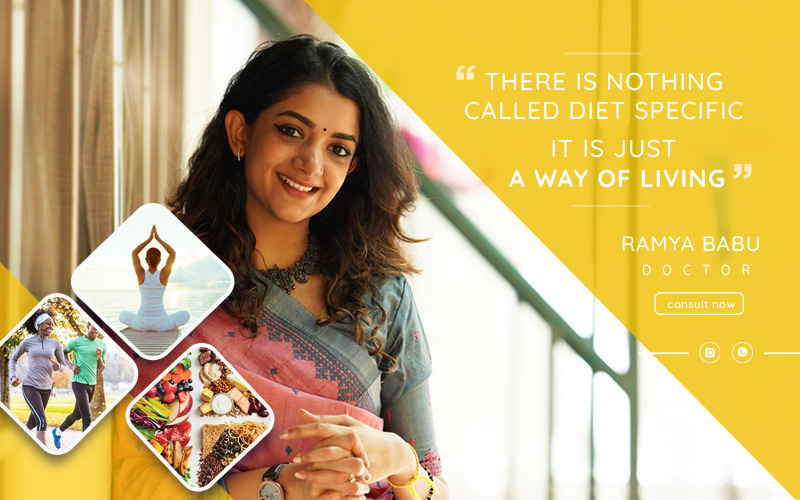 “ THERE IS NOTHING
CALLED DIET SPECIFIC
IT IS JUST
A WAY OF LIVING ”
RAMYA BABU
DOCTOR
consult now